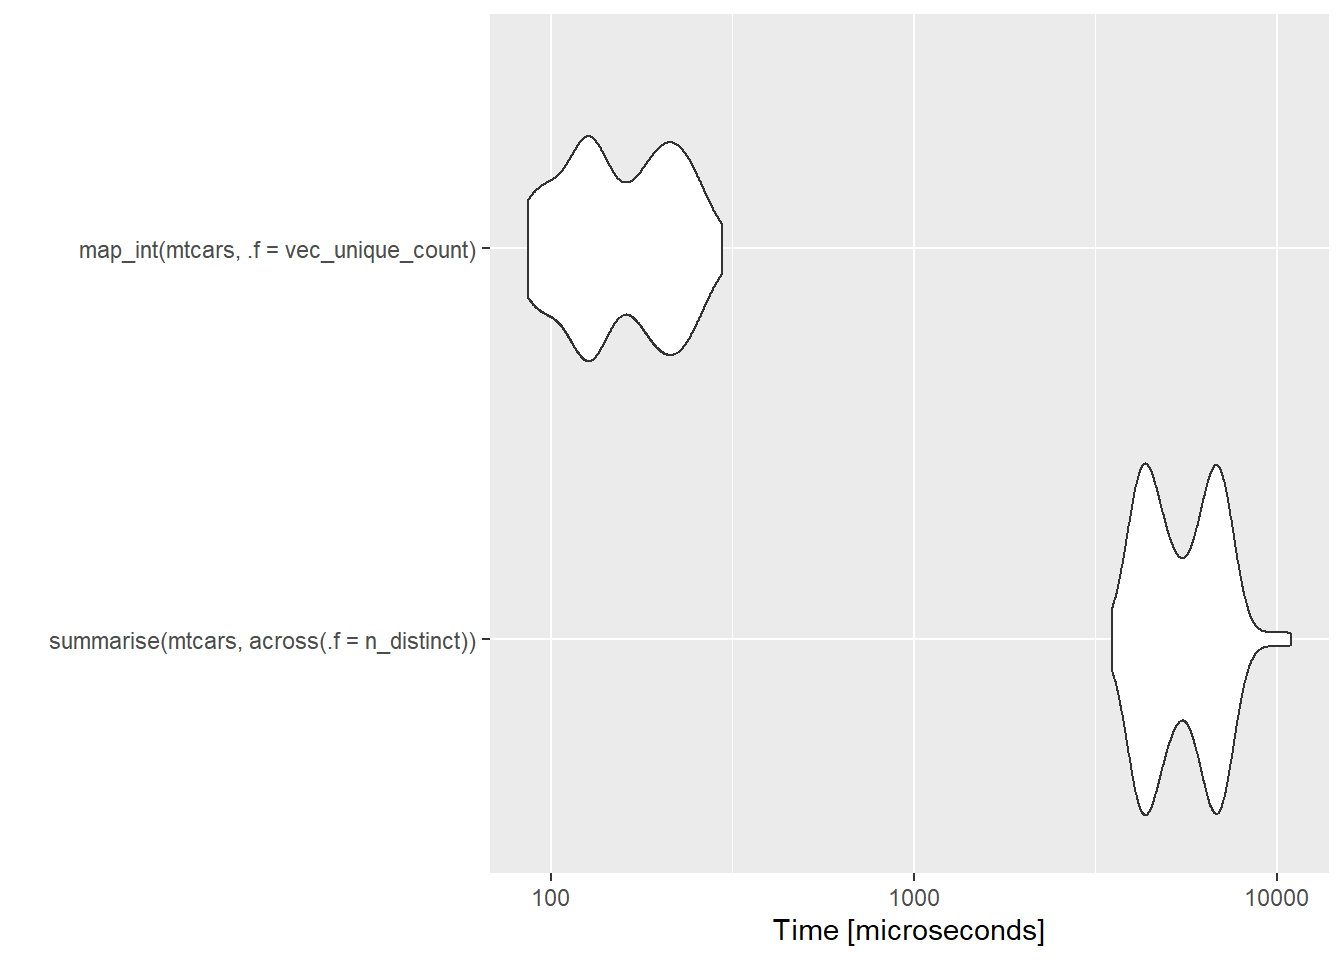 map_int(mtcars, .f = vec_unique_count)
summarise(mtcars, across(.f = n_distinct))
100
1000
10000
Time [microseconds]